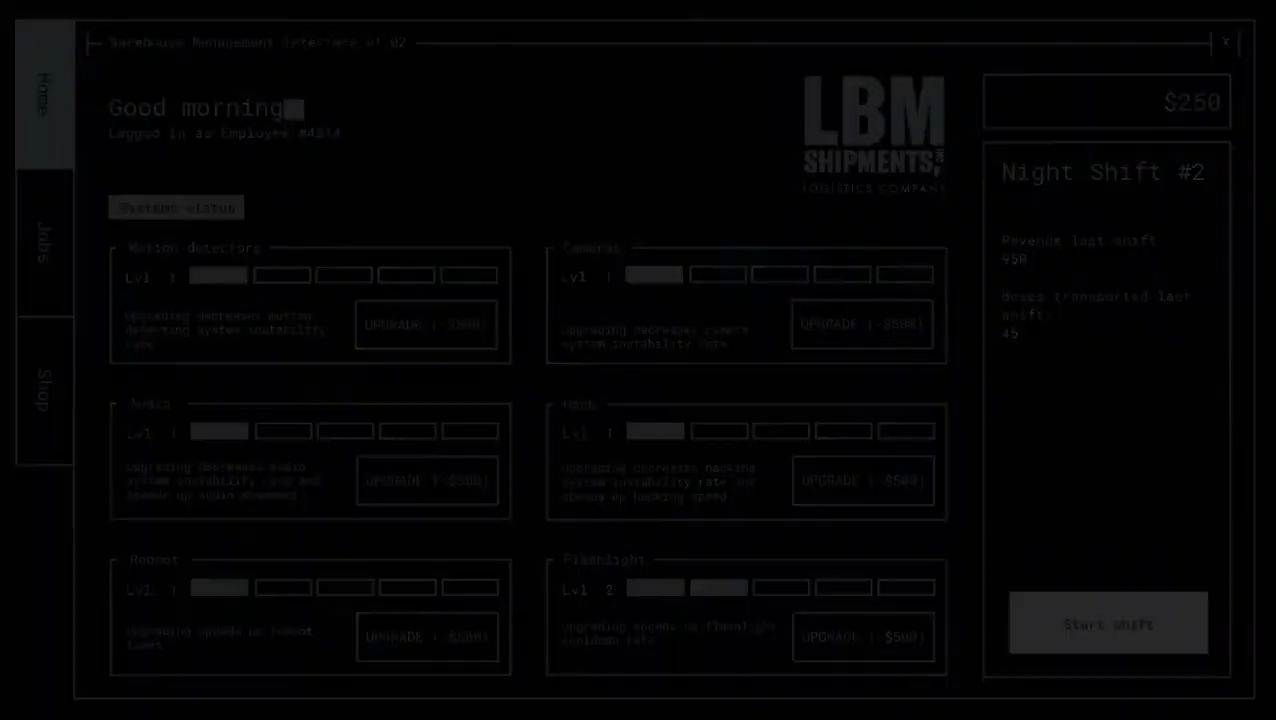 Warehouse Management Interface v1.02
X
Home
Jobs
Shop
Good morning
Logged in as Employee
LBM
SHIPMENTS,
LOGISTICS COMPANY
$250
Systems status
Motion detectors
Lvl 1
Upgrading decreases motion
detecting system instability
rate
UPGRADE (-$500)
Cameras
Lvl 1
Upgrading decreases camera
system instability rate
UPGRADE (-$500)
Audio
Lvl 1
Upgrading decreases audio
system instability rate and
speeds up audio
UPGRADE (-$500)
Hack
Lvl 1
Upgrading decreases hacking
system instability rate and
speeds up hacking speed
UPGRADE (-$500)
Reboot
Lvl 1
Upgrading speeds up reboot
times
UPGRADE (-$500)
Flashlight
Lvl 2
Upgrading speeds up flashlight
cooldown rate
UPGRADE (-$500)
Night Shift #2
Revenue last shift
950
Boxes transported last
shift:
45
Start shift